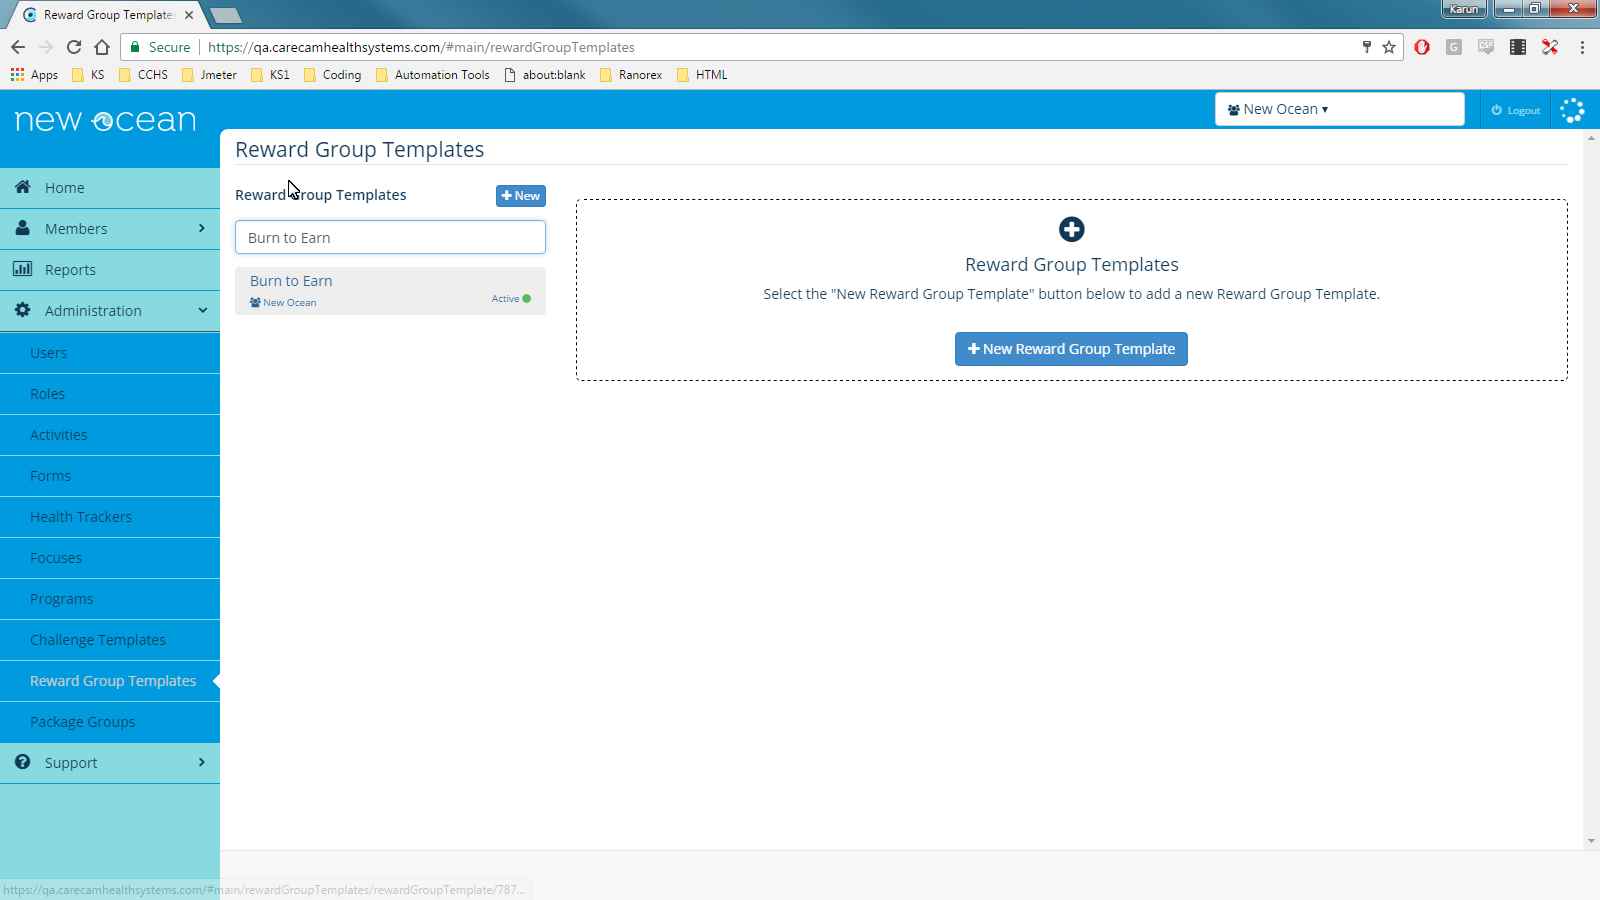 Reward Group Template
Karun
Secure
https://qa.carecamhealthsystems.com/#main/rewardGroupTemplates
Apps
KS
CCHS
Jmeter
KS1
Coding
Automation Tools
about:blank
Ranorex
HTML
new ocean
New Ocean
Logout
Home
Members
Reports
Administration
Users
Roles
Activities
Forms
Health Trackers
Focuses
Programs
Challenge Templates
Reward Group Templates
Package Groups
Support
Reward Group Templates
Reward Group Templates
New
Burn to Earn
Burn to Earn
New Ocean
Active
Reward Group Templates
Select the "New Reward Group Template" button below to add a new Reward Group Template.
New Reward Group Template
https://qa.carecamhealthsystems.com/#main/rewardGroupTemplates/rewardGroupTemplate/787...